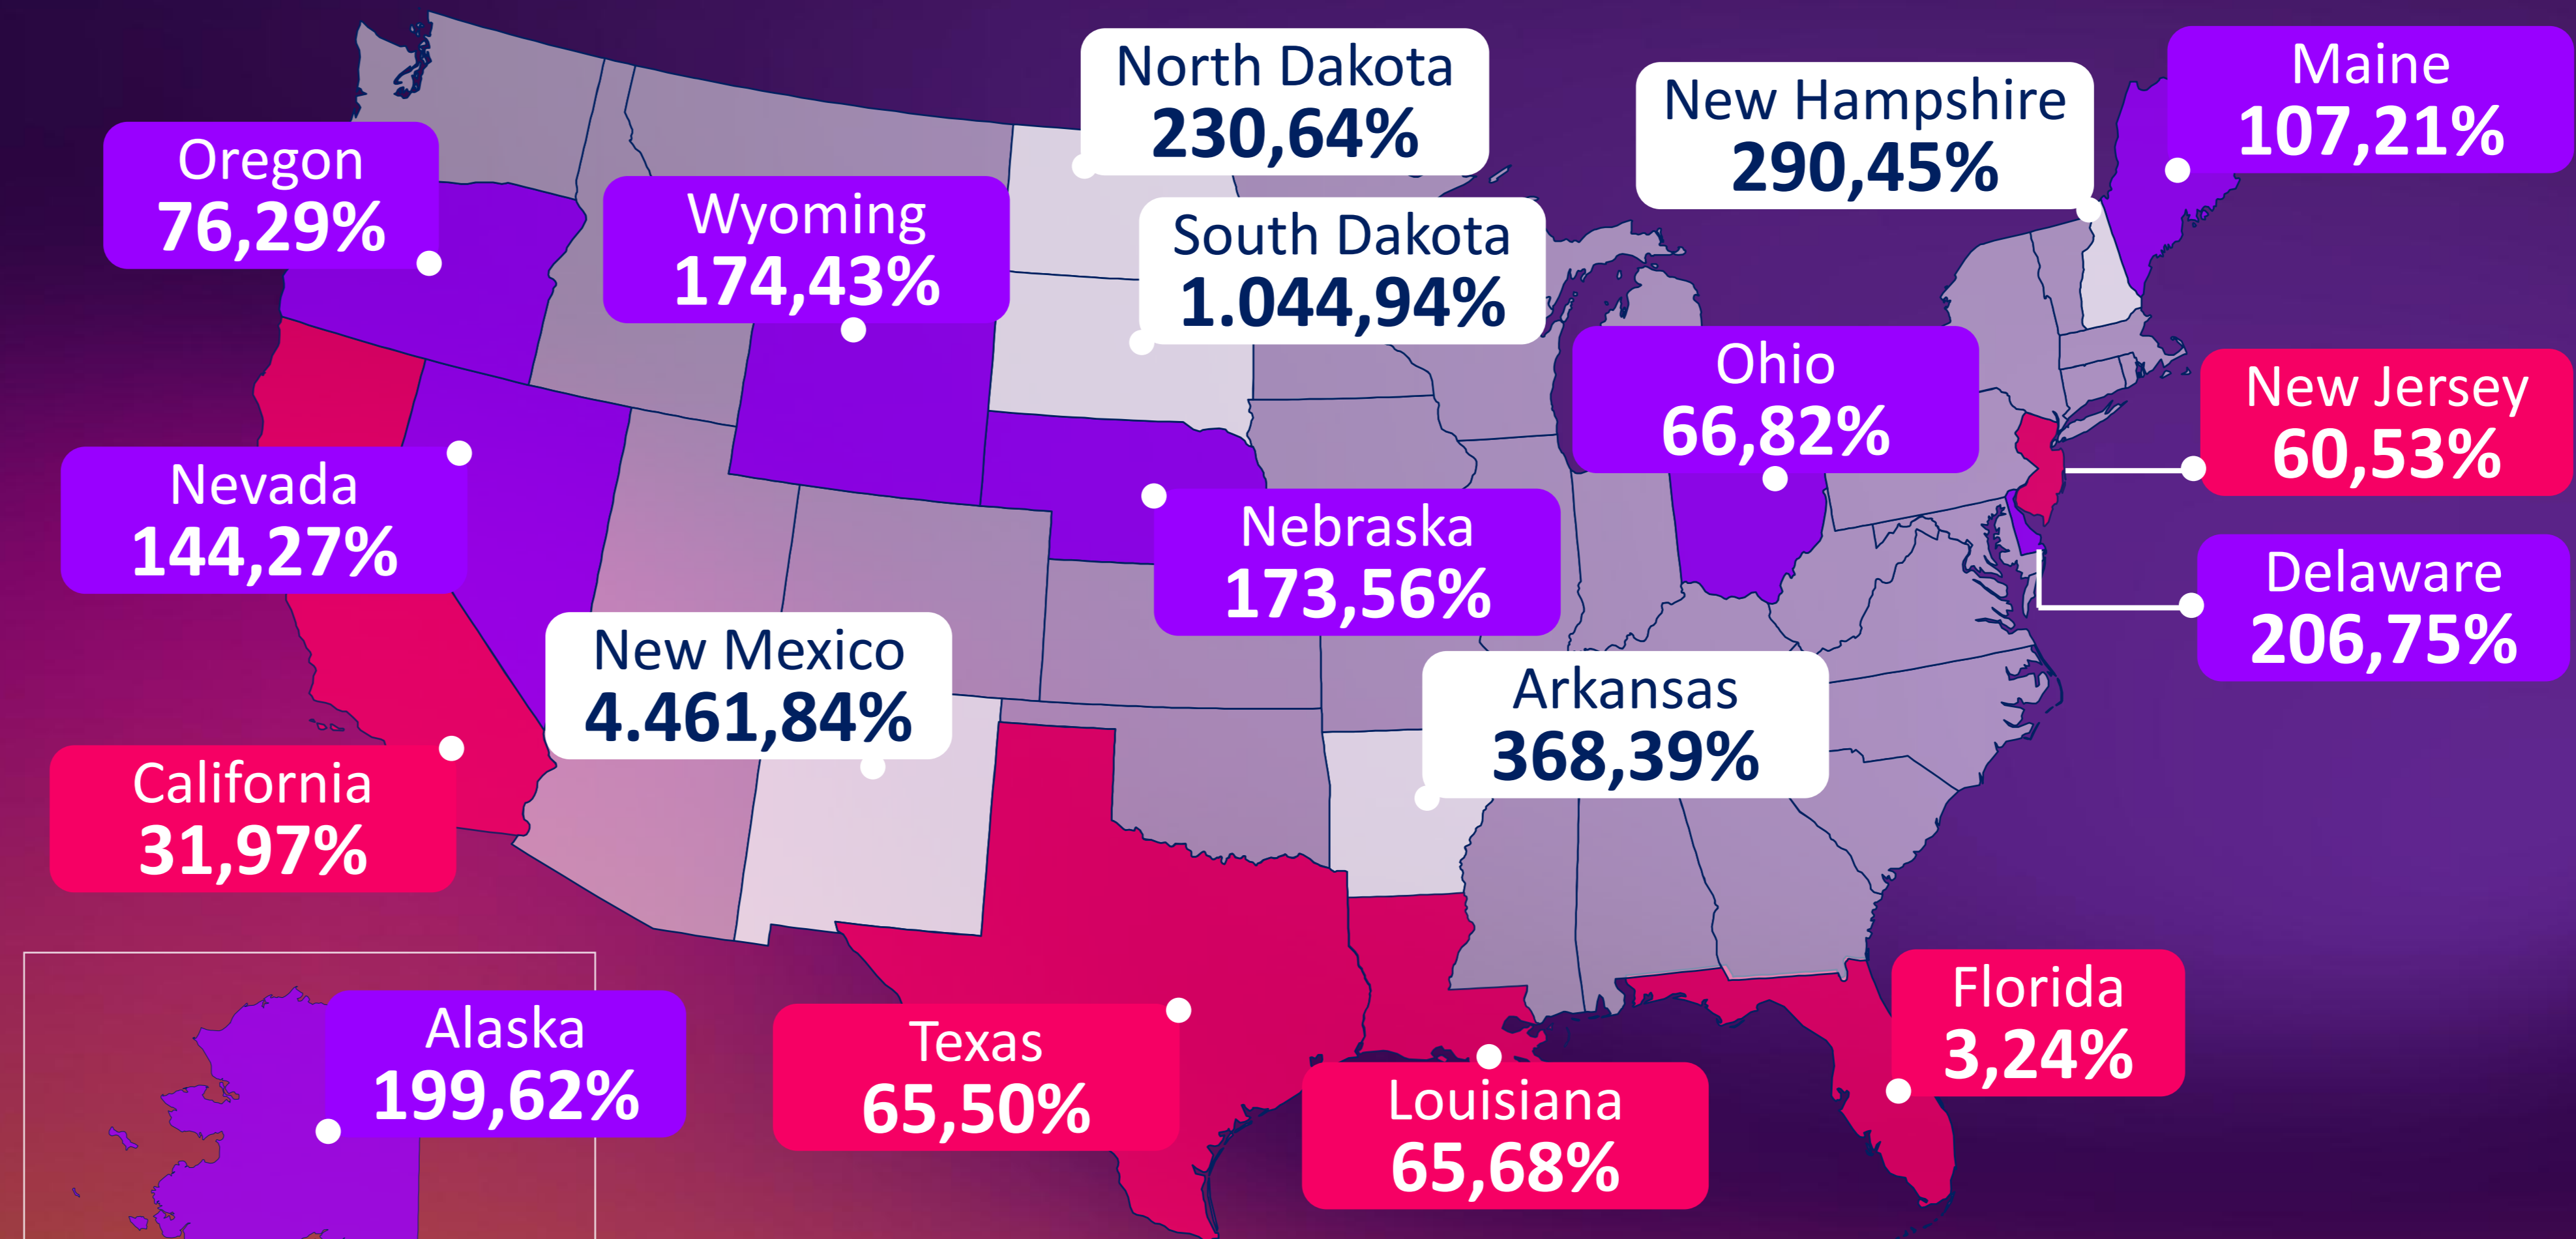 North Dakota
230,64%
New Hampshire
290,45%
Maine
107,21%
Oregon
76,29%
Wyoming
174,43%
South Dakota
1.044,94%
Ohio
66,82%
New Jersey
60,53%
Nevada
144,27%
Nebraska
173,56%
Delaware
206,75%
New Mexico
4.461,84%
Arkansas
368,39%
California
31,97%
Alaska
199,62%
Texas
65,50%
Louisiana
65,68%
Florida
3,24%